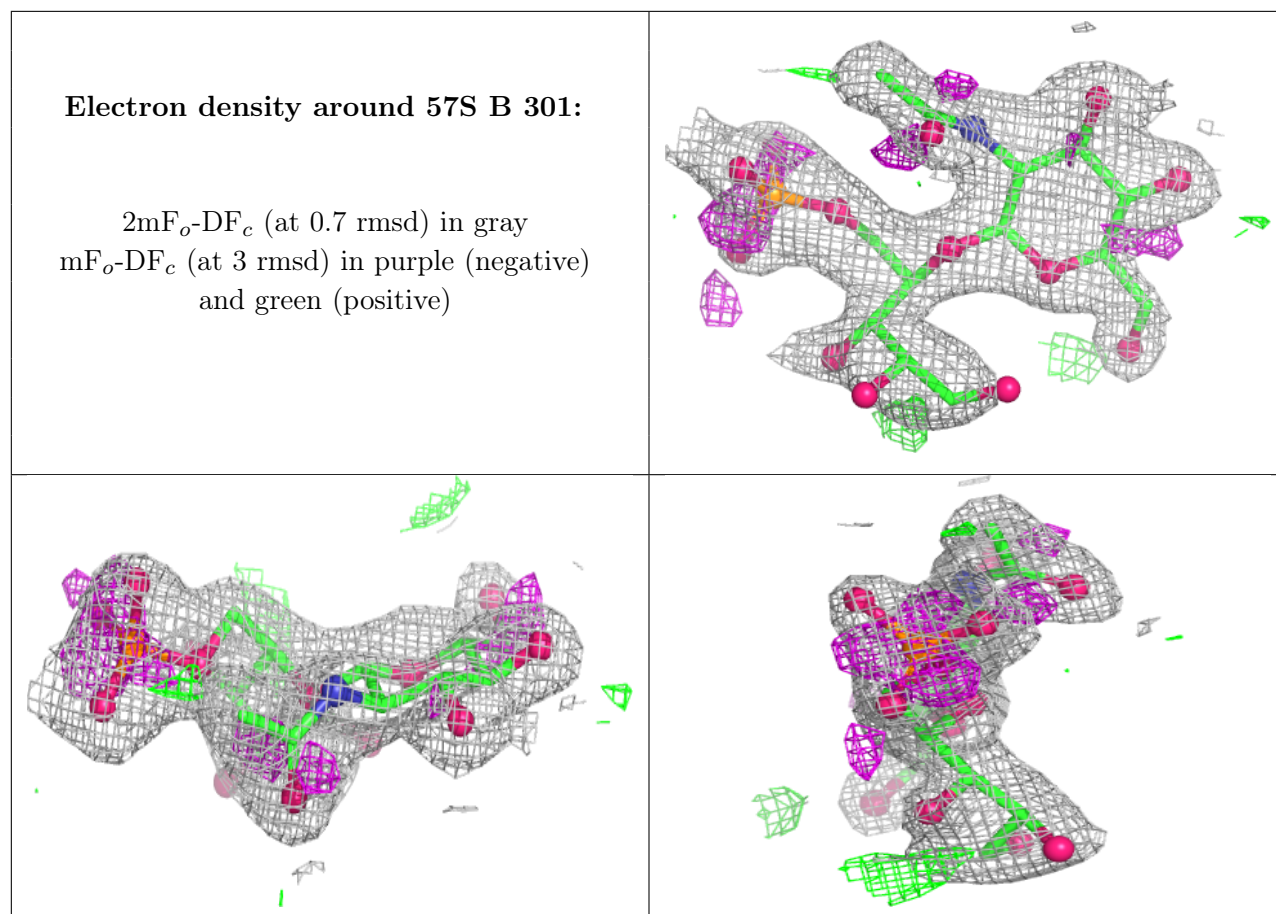 Electron density around 57S B 301:
2mFo-DFc (at 0.7 rmsd) in gray
mFo-DFc (at 3 rmsd) in purple (negative)
and green (positive)